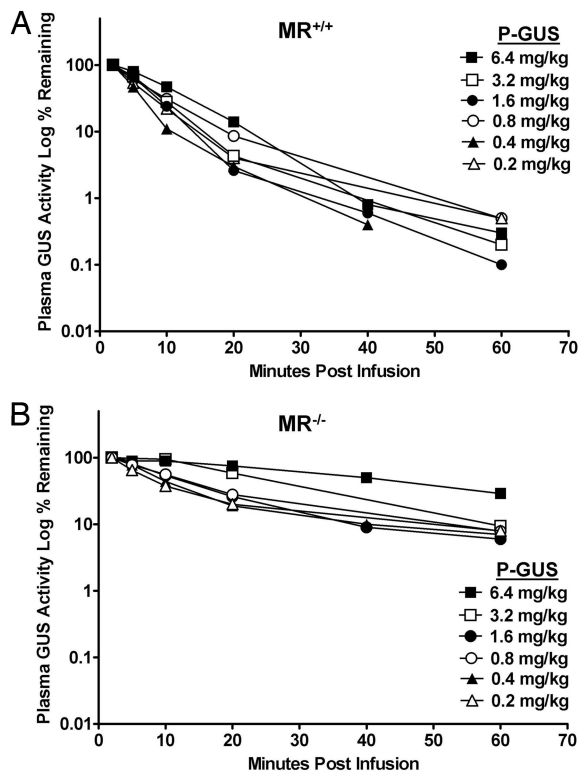 A
MR+/+
P-GUS
6.4 mg/kg
3.2 mg/kg
1.6 mg/kg
0.8 mg/kg
0.4 mg/kg
0.2 mg/kg
Plasma GUS Activity Log % Remaining
100
10
1
0.1
0.01
0 10 20 30 40 50 60 70
Minutes Post Infusion
B
MR-/-
P-GUS
6.4 mg/kg
3.2 mg/kg
1.6 mg/kg
0.8 mg/kg
0.4 mg/kg
0.2 mg/kg
Plasma GUS Activity Log % Remaining
100
10
1
0.1
0.01
0 10 20 30 40 50 60 70
Minutes Post Infusion